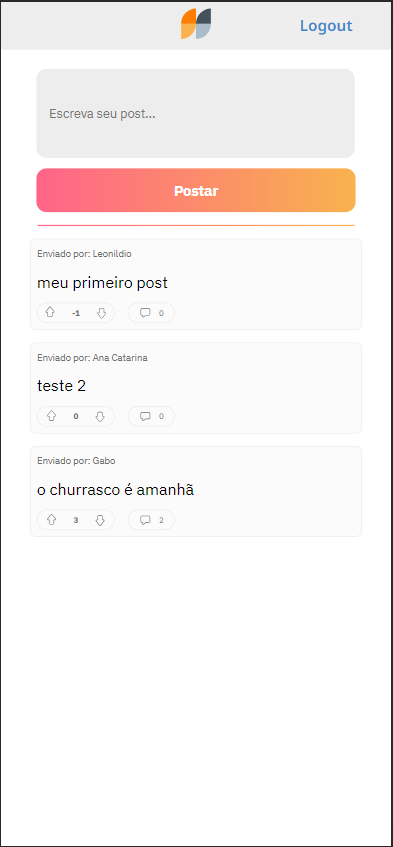 Logout
Escreva seu post...
Postar
Enviado por: Leonildio
meu primeiro post
-1 0
Enviado por: Ana Catarina
teste 2
0 0
Enviado por: Gabo
o churrasco é amanhã
3 2